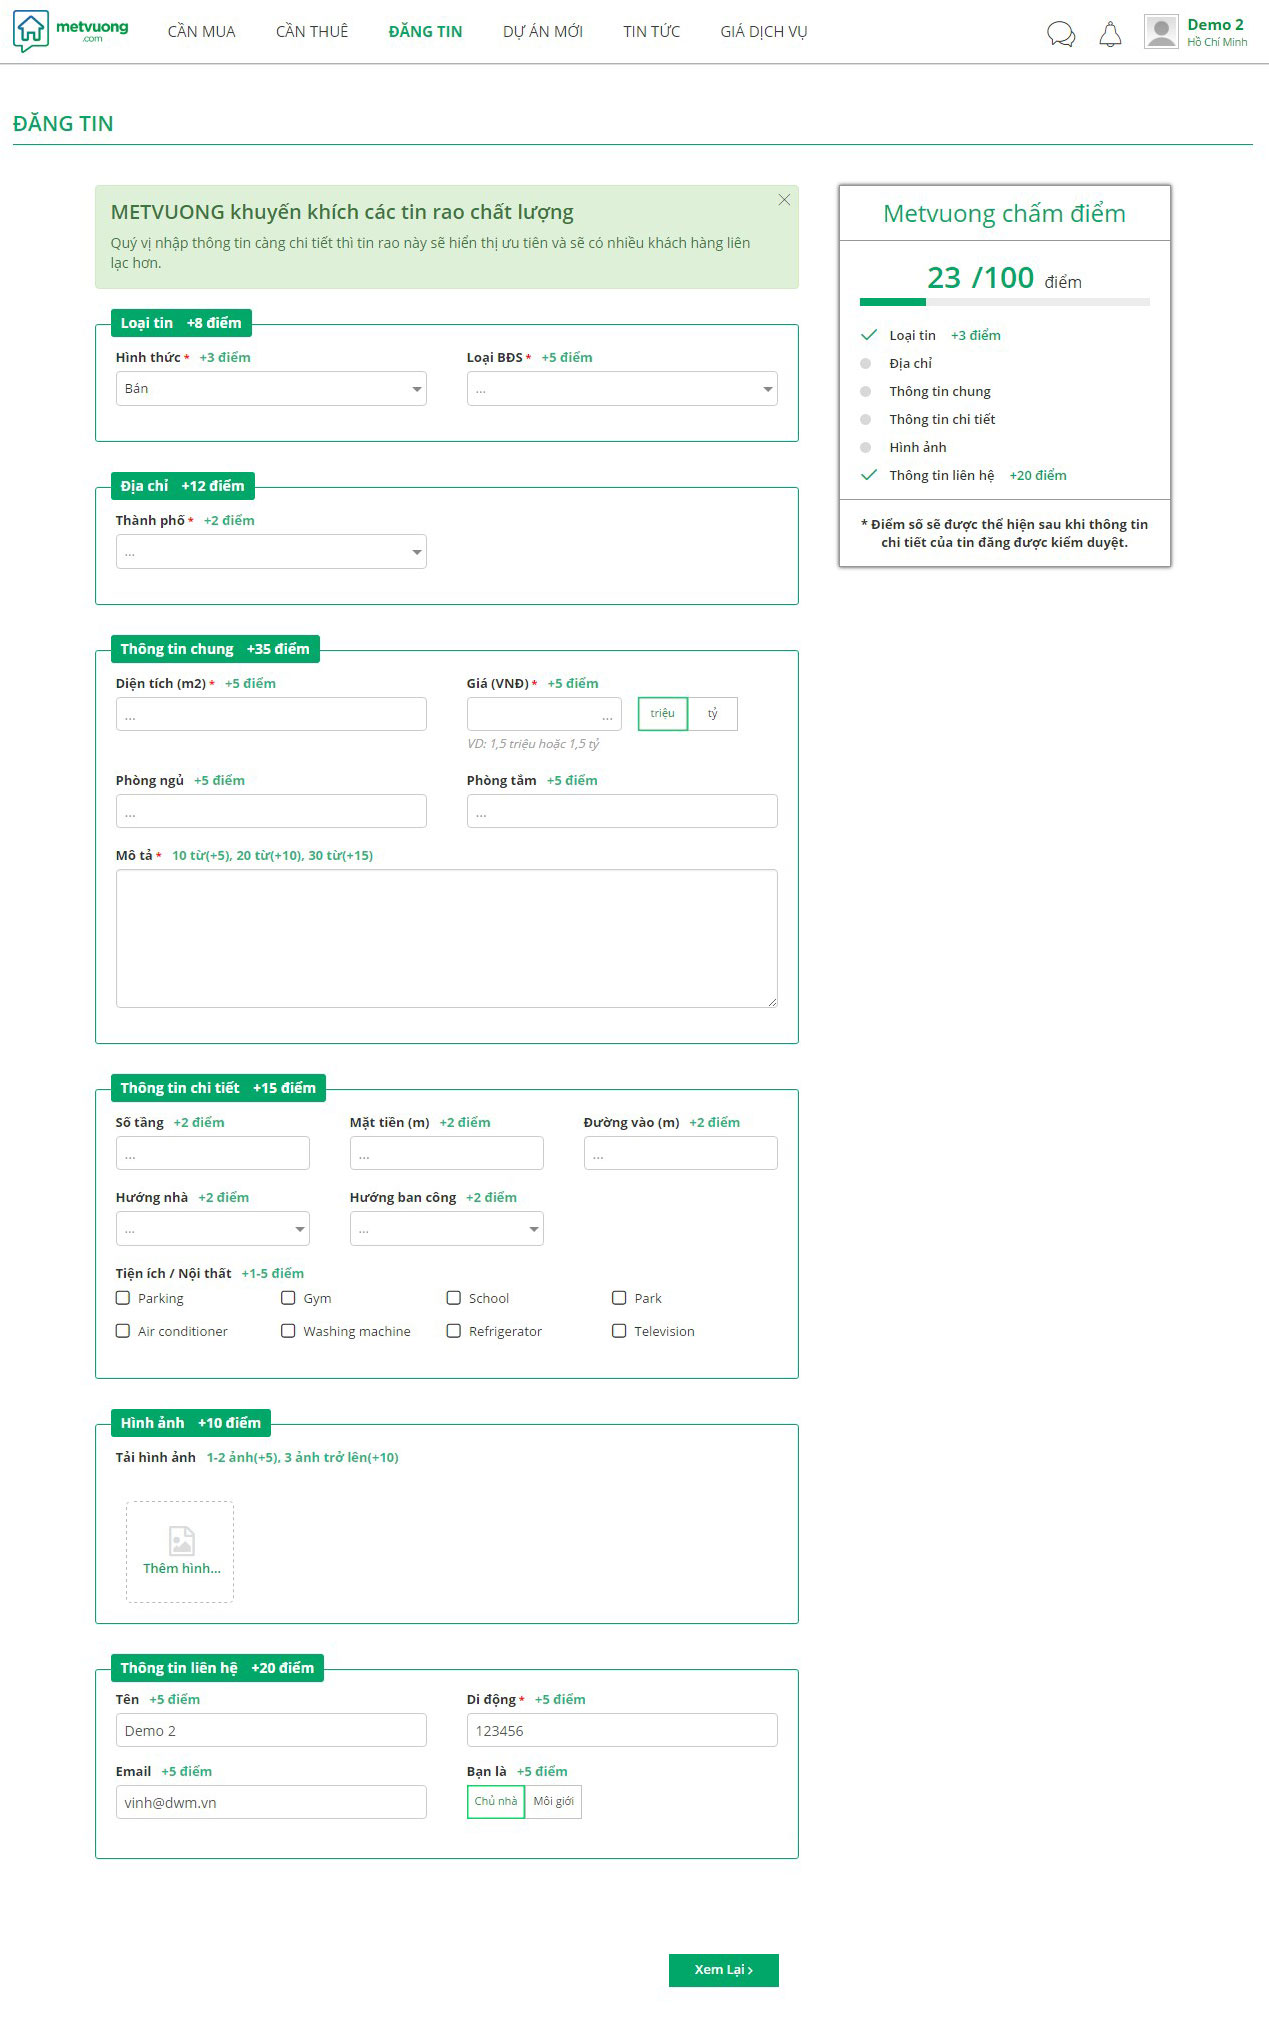 metvuong
.com
CẦN MUA
CẦN THUÊ
ĐĂNG TIN
DỰ ÁN MỚI
TIN TỨC
GIÁ DỊCH VỤ
Demo 2
Hồ Chí Minh
ĐĂNG TIN
METVUONG khuyến khích các tin rao chất lượng
Quý vị nhập thông tin càng chi tiết thì tin rao này sẽ hiển thị ưu tiên và sẽ có nhiều khách hàng liên
lạc hơn.
Loại tin +8 điểm
Hình thức * +3 điểm
Bán
Loại BĐS * +5 điểm
...
Địa chỉ +12 điểm
Thành phố * +2 điểm
...
Thông tin chung +35 điểm
Diện tích (m2) * +5 điểm
...
Giá (VNĐ) * +5 điểm
...
triệu
tỷ
VD: 1,5 triệu hoặc 1,5 tỷ
Phòng ngủ +5 điểm
...
Phòng tắm +5 điểm
...
Mô tả * 10 từ(+5), 20 từ(+10), 30 từ(+15)
Thông tin chi tiết +15 điểm
Số tầng +2 điểm
...
Mặt tiền (m) +2 điểm
...
Đường vào (m) +2 điểm
...
Hướng nhà +2 điểm
...
Hướng ban công +2 điểm
...
Tiện ích / Nội thất +1-5 điểm
Parking
Gym
School
Park
Air conditioner
Washing machine
Refrigerator
Television
Hình ảnh +10 điểm
Tải hình ảnh 1-2 ảnh(+5), 3 ảnh trở lên(+10)
Thêm hình...
Thông tin liên hệ +20 điểm
Tên +5 điểm
Demo 2
Di động * +5 điểm
123456
Email +5 điểm
vinh@dwm.vn
Bạn là +5 điểm
Chủ nhà
Môi giới
Xem Lại ›
Metvuong chấm điểm
23 /100 điểm
Loại tin +3 điểm
Địa chỉ
Thông tin chung
Thông tin chi tiết
Hình ảnh
Thông tin liên hệ +20 điểm
* Điểm số sẽ được thể hiện sau khi thông tin
chi tiết của tin đăng được kiểm duyệt.